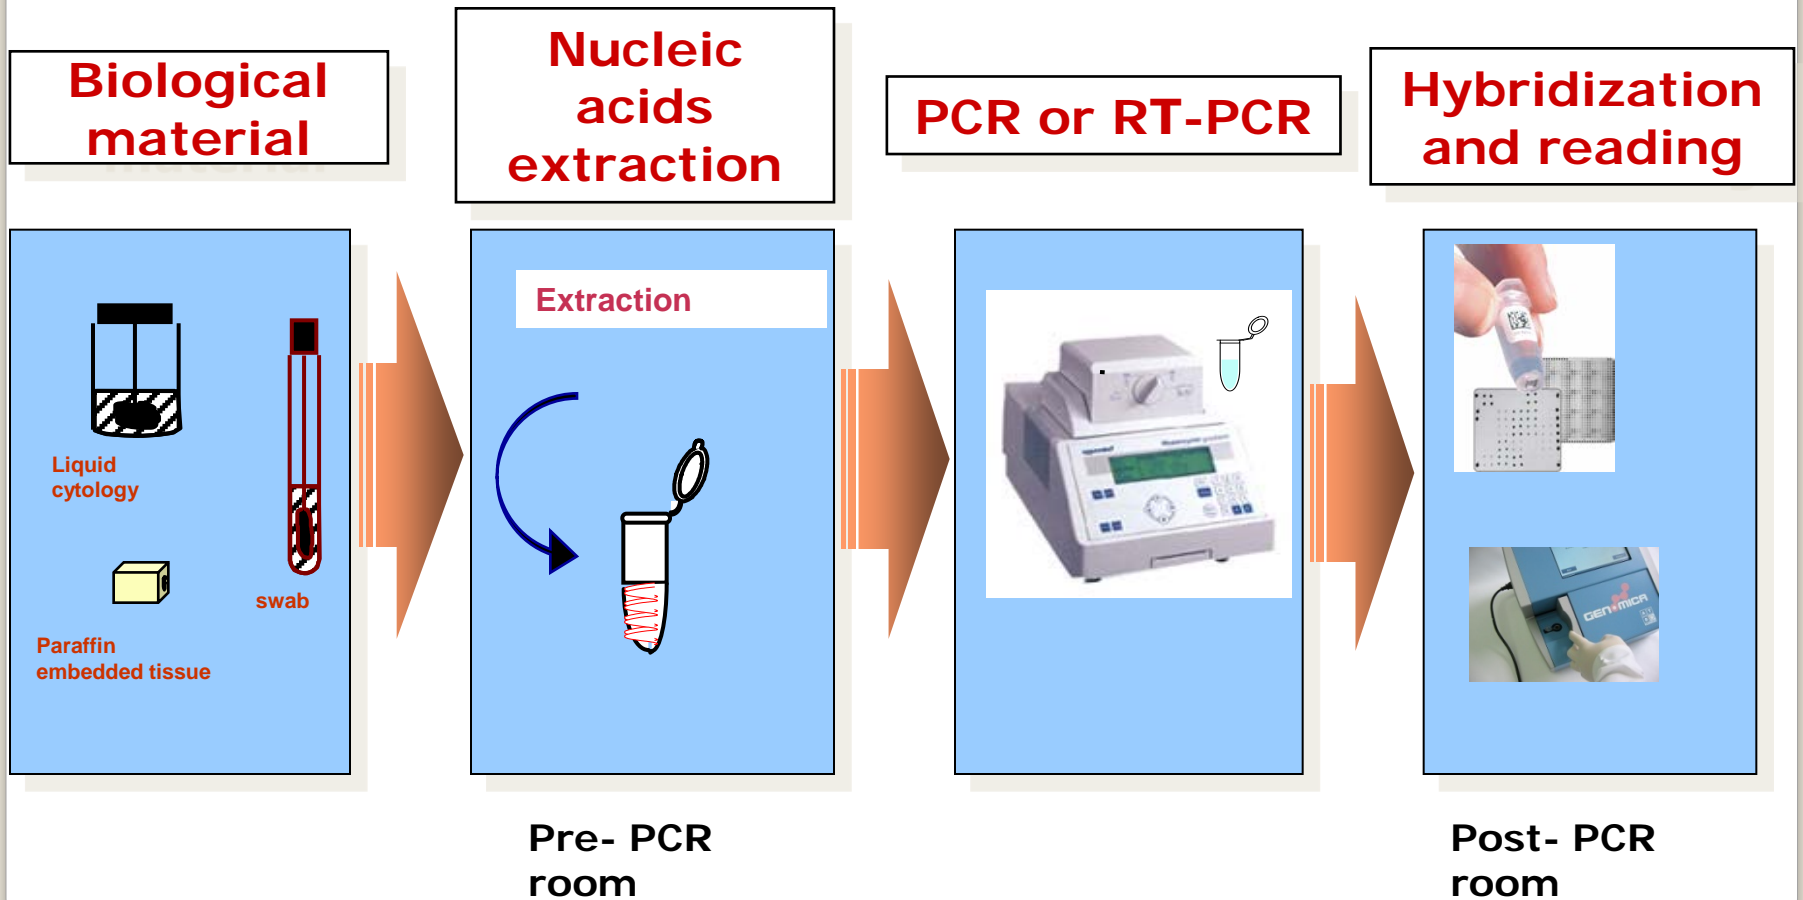 Biological
material
Nucleic
acids
extraction
PCR or RT-PCR
Hybridization
and reading
Liquid
cytology
swab
Paraffin
embedded tissue
Extraction
eppendorf
GENOMICA
Pre- PCR
room
Post- PCR
room